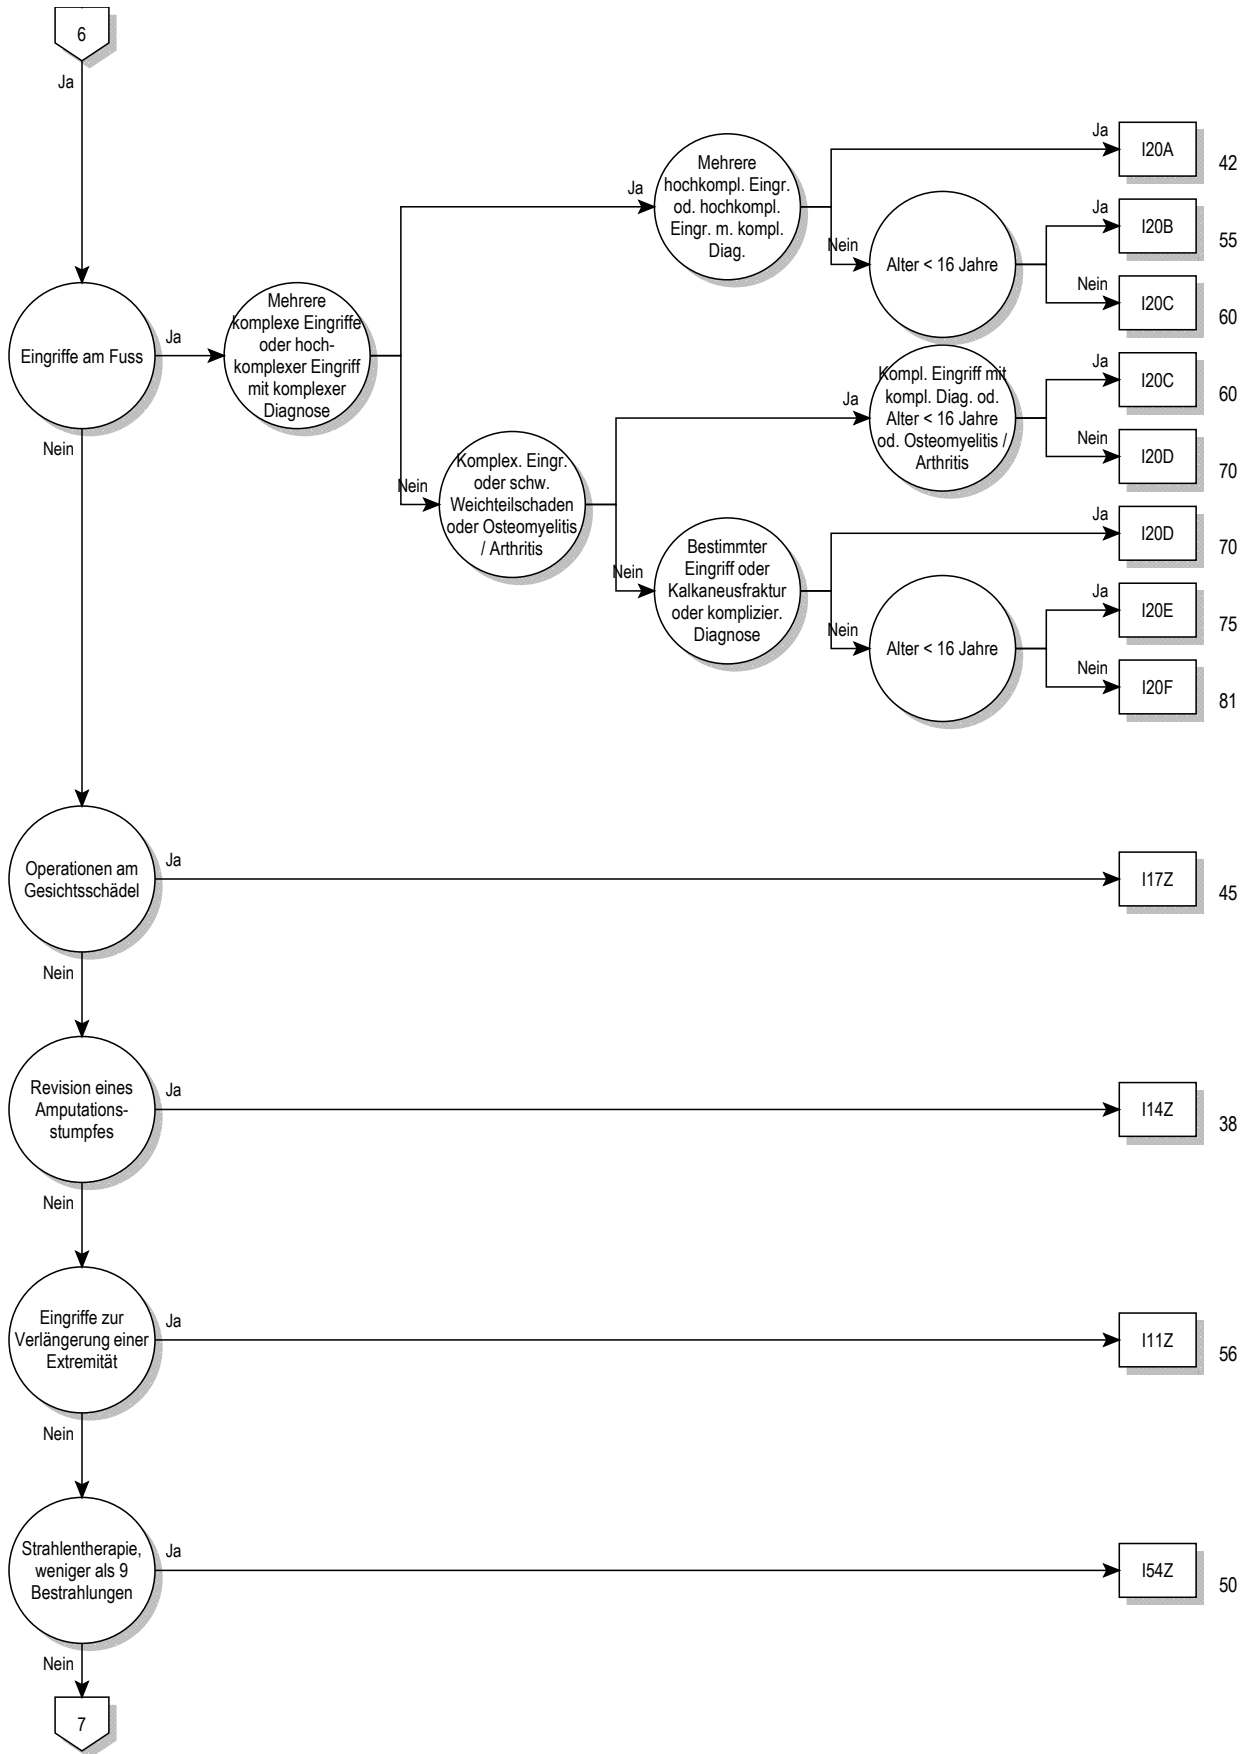 6
Ja
Mehrere
hochkompl. Eingr.
od. hochkompl.
Eingr. m. kompl.
Diag.
Ja
Ja
I20A
42
Nein
Alter < 16 Jahre
Ja
I20B
55
Nein
I20C
60
Eingriffe am Fuss
Ja
Mehrere
komplexe Eingriffe
oder hoch-
komplexer Eingriff
mit komplexer
Diagnose
Nein
Ja
Kompl. Eingriff mit
kompl. Diag. od.
Alter < 16 Jahre
od. Osteomyelitis /
Arthritis
Ja
I20C
60
Nein
I20D
70
Nein
Komplex. Eingr.
oder schw.
Weichteilschaden
oder Osteomyelitis
/ Arthritis
Nein
Bestimmter
Eingriff oder
Kalkaneusfraktur
oder komplizier.
Diagnose
Ja
I20D
70
Nein
Alter < 16 Jahre
Ja
I20E
75
Nein
I20F
81
Operationen am
Gesichtsschädel
Ja
I17Z
45
Nein
Revision eines
Amputations-
stumpfes
Ja
I14Z
38
Nein
Eingriffe zur
Verlängerung einer
Extremität
Ja
I11Z
56
Nein
Strahlentherapie,
weniger als 9
Bestrahlungen
Ja
I54Z
50
Nein
7